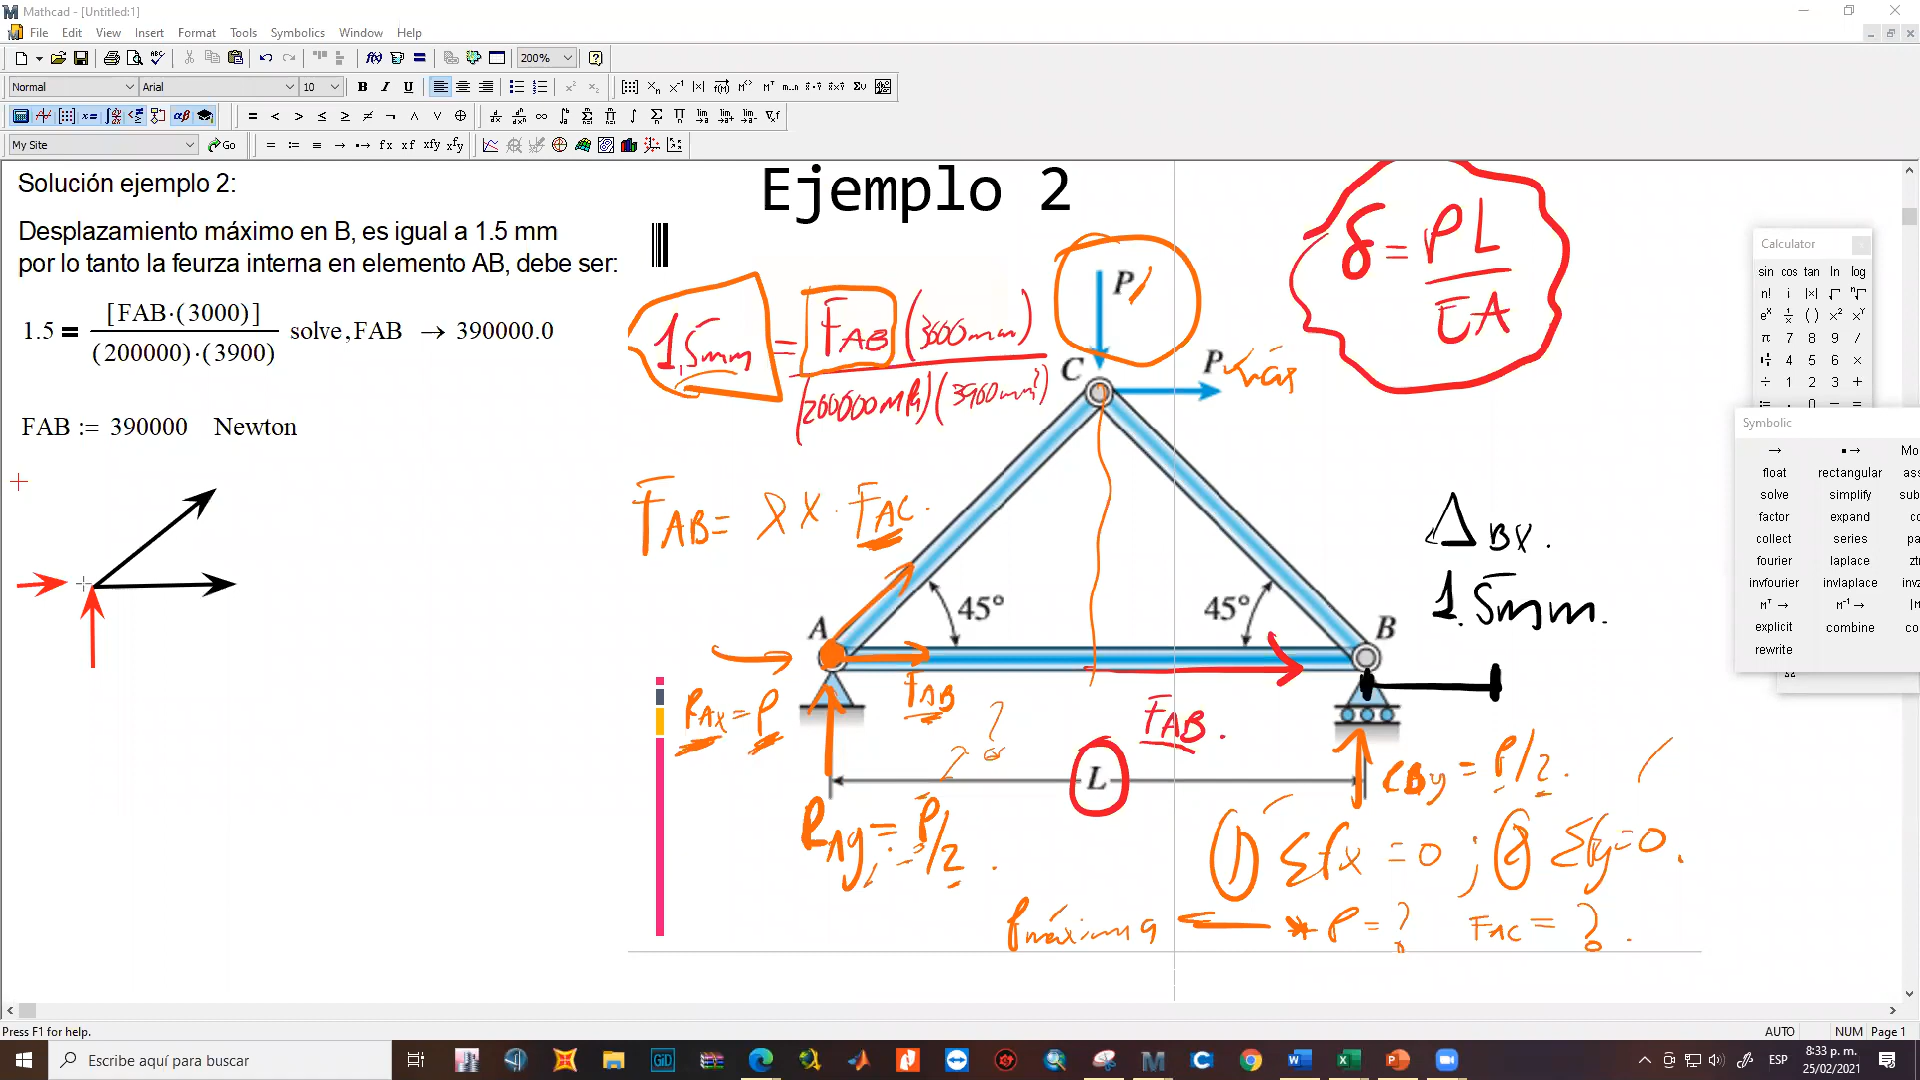 Mathcad - [Untitled:1]
File Edit View Insert Format Tools Symbolics Window Help
200%
Normal Arial 10 B I U
My Site Go
Solución ejemplo 2:
Desplazamiento máximo en B, es igual a 1.5 mm
por lo tanto la feurza interna en elemento AB, debe ser:
1.5 = [FAB·(3000)] / (200000)·(3900) solve,FAB → 390000.0
FAB := 390000 Newton
Ejemplo 2
δ = PL / EA
P
1,5mm = FAB (3000mm)
C
P máx
FAB =
FAC.
45°
45°
A
B
ΔBX.
1.5mm.
FAB
FAB.
RAx = P
?
L
RAy = P/2.
= P/2.
1) Σfx = 0 ; 2) Σfy=0.
Pmáxima
* P = ? FAC = ?.
Calculator
sin cos tan ln log
n! i |×|
π 7 8 9 /
4 5 6 ×
÷ 1 2 3 +
Symbolic
float rectangular
solve simplify
factor expand
collect series
fourier laplace
invfourier invlaplace
explicit combine
rewrite
Press F1 for help.
AUTO NUM Page 1
Escribe aquí para buscar
ESP
8:33 p. m.
25/02/2021